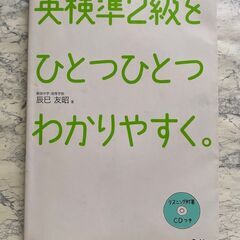 英検準2級を
ひとつひとつ
わかりやすく。
辰巳 友昭 著
リスニング対策
CDつき